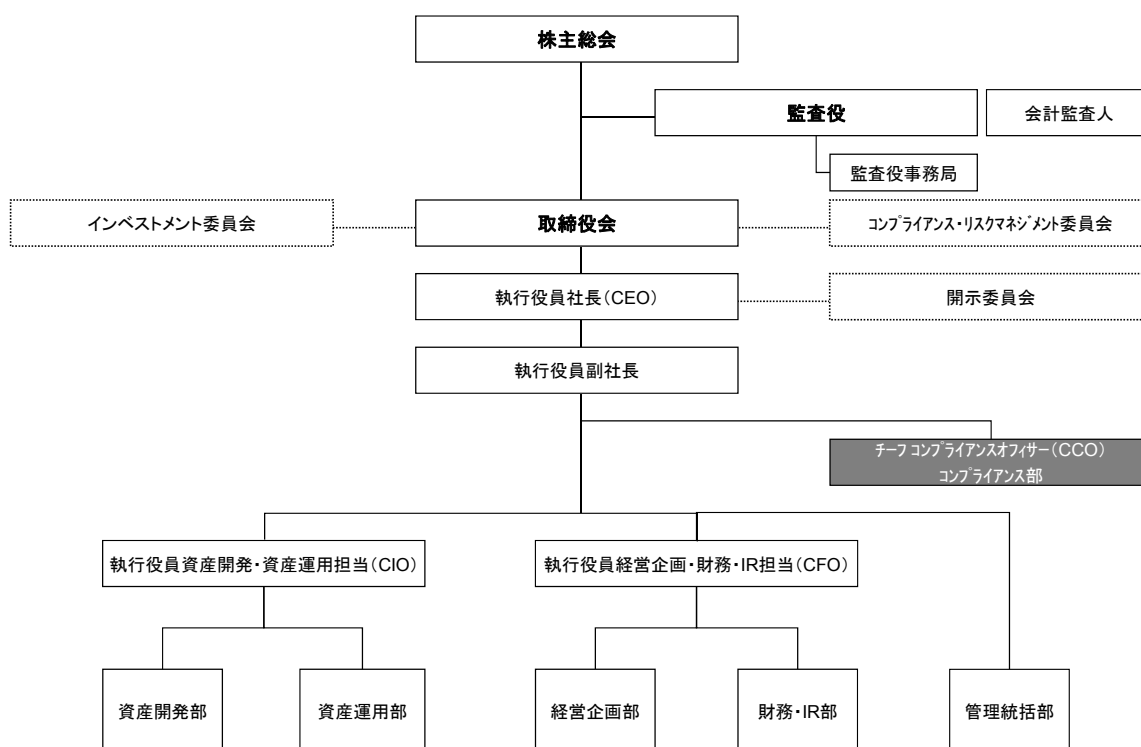 株主総会
監査役
会計監査人
監査役事務局
インベストメント委員会
取締役会
コンプライアンス・リスクマネジメント委員会
執行役員社長(CEO)
開示委員会
執行役員副社長
チーフコンプライアンスオフィサー(CCO)
コンプライアンス部
執行役員資産開発・資産運用担当(CIO)
執行役員経営企画・財務・IR担当(CFO)
資産開発部
資産運用部
経営企画部
財務・IR部
管理統括部